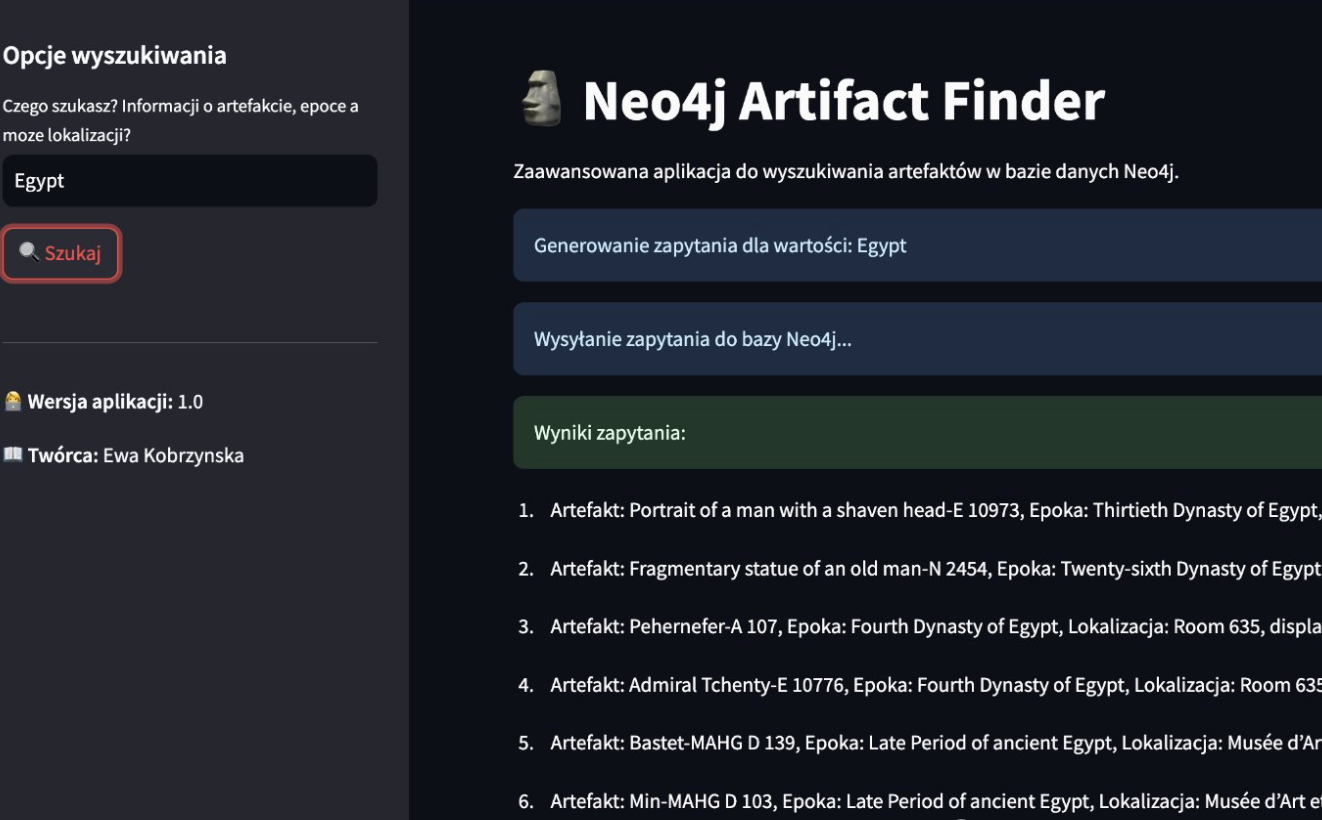 Opcje wyszukiwania
Czego szukasz? Informacji o artefakcie, epoce a
moze lokalizacji?
Egypt
Szukaj
Wersja aplikacji: 1.0
Twórca: Ewa Kobrzynska
Neo4j Artifact Finder
Zaawansowana aplikacja do wyszukiwania artefaktów w bazie danych Neo4j.
Generowanie zapytania dla wartości: Egypt
Wysyłanie zapytania do bazy Neo4j...
Wyniki zapytania:
1. Artefakt: Portrait of a man with a shaven head-E 10973, Epoka: Thirtieth Dynasty of Egypt,
2. Artefakt: Fragmentary statue of an old man-N 2454, Epoka: Twenty-sixth Dynasty of Egypt
3. Artefakt: Pehernefer-A 107, Epoka: Fourth Dynasty of Egypt, Lokalizacja: Room 635, displa
4. Artefakt: Admiral Tchenty-E 10776, Epoka: Fourth Dynasty of Egypt, Lokalizacja: Room 635
5. Artefakt: Bastet-MAHG D 139, Epoka: Late Period of ancient Egypt, Lokalizacja: Musée d’Ar
6. Artefakt: Min-MAHG D 103, Epoka: Late Period of ancient Egypt, Lokalizacja: Musée d’Art e